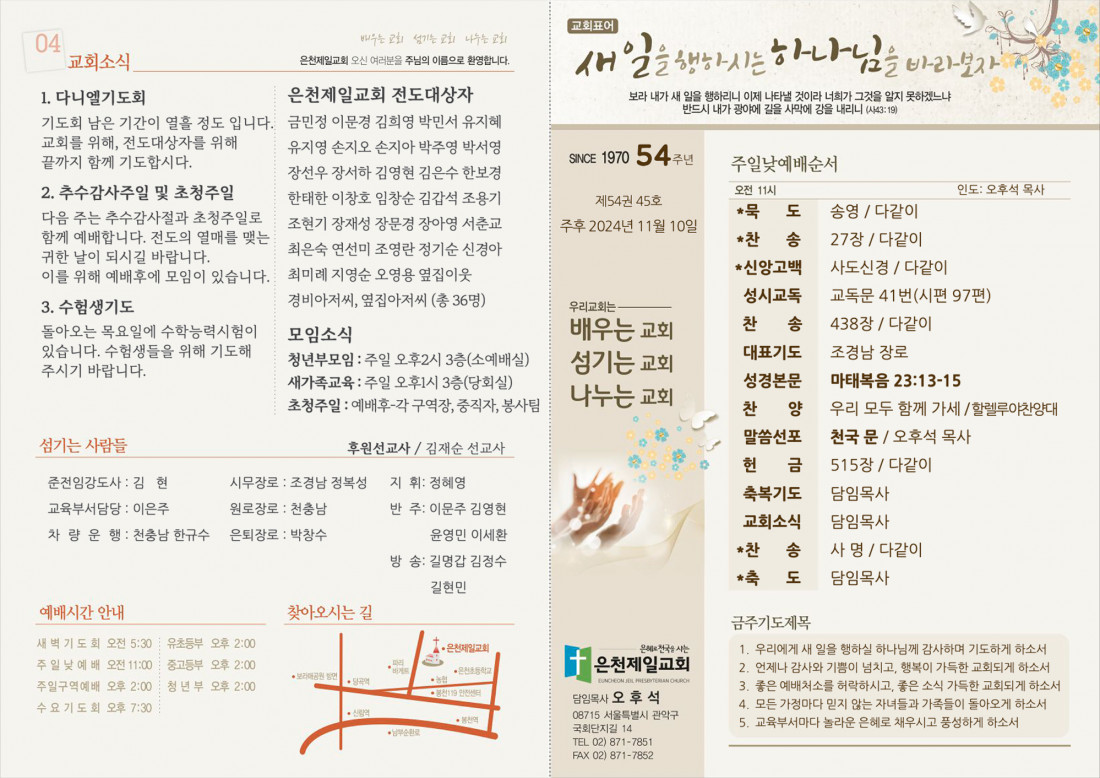 04
교회소식
배우는 교회 섬기는 교회 나누는 교회
은천제일교회 오신 여러분을 주님의 이름으로 환영합니다.
1. 다니엘기도회
기도회 남은 기간이 열흘 정도 입니다.
교회를 위해, 전도대상자를 위해
끝까지 함께 기도합시다.
2. 추수감사주일 및 초청주일
다음 주는 추수감사절과 초청주일로
함께 예배합니다. 전도의 열매를 맺는
귀한 날이 되시길 바랍니다.
이를 위해 예배후에 모임이 있습니다.
3. 수험생기도
돌아오는 목요일에 수학능력시험이
있습니다. 수험생들을 위해 기도해
주시기 바랍니다.
은천제일교회 전도대상자
금민정 이문경 김희영 박민서 유지혜
유지영 손지오 손지아 박주영 박서영
장선우 장서하 김영현 김은수 한보경
한태한 이창호 임창순 김갑석 조용기
조현기 장재성 장문경 장아영 서춘교
최은숙 연선미 조영란 정기순 신경아
최미례 지영순 오영용 옆집이웃
경비아저씨, 옆집아저씨 (총 36명)
모임소식
청년부모임 : 주일 오후2시 3층(소예배실)
새가족교육 : 주일 오후1시 3층(당회실)
초청주일 : 예배후-각 구역장, 중직자, 봉사팀
섬기는 사람들
후원선교사 / 김재순 선교사
준전임강도사 : 김 현
교육부서담당 : 이은주
차 량 운 행 : 천충남 한규수
시무장로 : 조경남 정복성
원로장로 : 천충남
은퇴장로 : 박창수
지 휘: 정혜영
반 주: 이문주 김영현
윤영민 이세환
방 송: 길명갑 김정수
길현민
예배시간 안내
새 벽 기 도 회 오전 5:30
주 일 낮 예 배 오전 11:00
주일구역예배 오후 2:00
수 요 기 도 회 오후 7:30
유초등부 오후 2:00
중고등부 오후 2:00
청 년 부 오후 2:00
찾아오시는 길
은천제일교회
파리
바게트
은천초등학교
농협
보라매공원 방면
당곡역
봉천119 안전센터
신림역
봉천역
남부순환로
교회표어
새 일을 행하시는 하나님을 바라보자
보라 내가 새 일을 행하리니 이제 나타낼 것이라 너희가 그것을 알지 못하겠느냐
반드시 내가 광야에 길을 사막에 강을 내리니 (사43:19)
SINCE 1970 54주년
제54권 45호
주후 2024년 11월 10일
우리교회는
배우는 교회
섬기는 교회
나누는 교회
은혜로 천국을 사는
은천제일교회
EUNCHEON JEIL PRESBYTERIAN CHURCH
담임목사 오 후 석
08715 서울특별시 관악구
국회단지길 14
TEL 02) 871-7851
FAX 02) 871-7852
주일낮예배순서
오전 11시 인도: 오후석 목사
*묵 도 송영 / 다같이
*찬 송 27장 / 다같이
*신앙고백 사도신경 / 다같이
성시교독 교독문 41번(시편 97편)
찬 송 438장 / 다같이
대표기도 조경남 장로
성경본문 마태복음 23:13-15
찬 양 우리 모두 함께 가세 / 할렐루야찬양대
말씀선포 천국 문 / 오후석 목사
헌 금 515장 / 다같이
축복기도 담임목사
교회소식 담임목사
*찬 송 사 명 / 다같이
*축 도 담임목사
금주기도제목
1. 우리에게 새 일을 행하실 하나님께 감사하며 기도하게 하소서
2. 언제나 감사와 기쁨이 넘치고, 행복이 가득한 교회되게 하소서
3. 좋은 예배처소를 허락하시고, 좋은 소식 가득한 교회되게 하소서
4. 모든 가정마다 믿지 않는 자녀들과 가족들이 돌아오게 하소서
5. 교육부서마다 놀라운 은혜로 채우시고 풍성하게 하소서